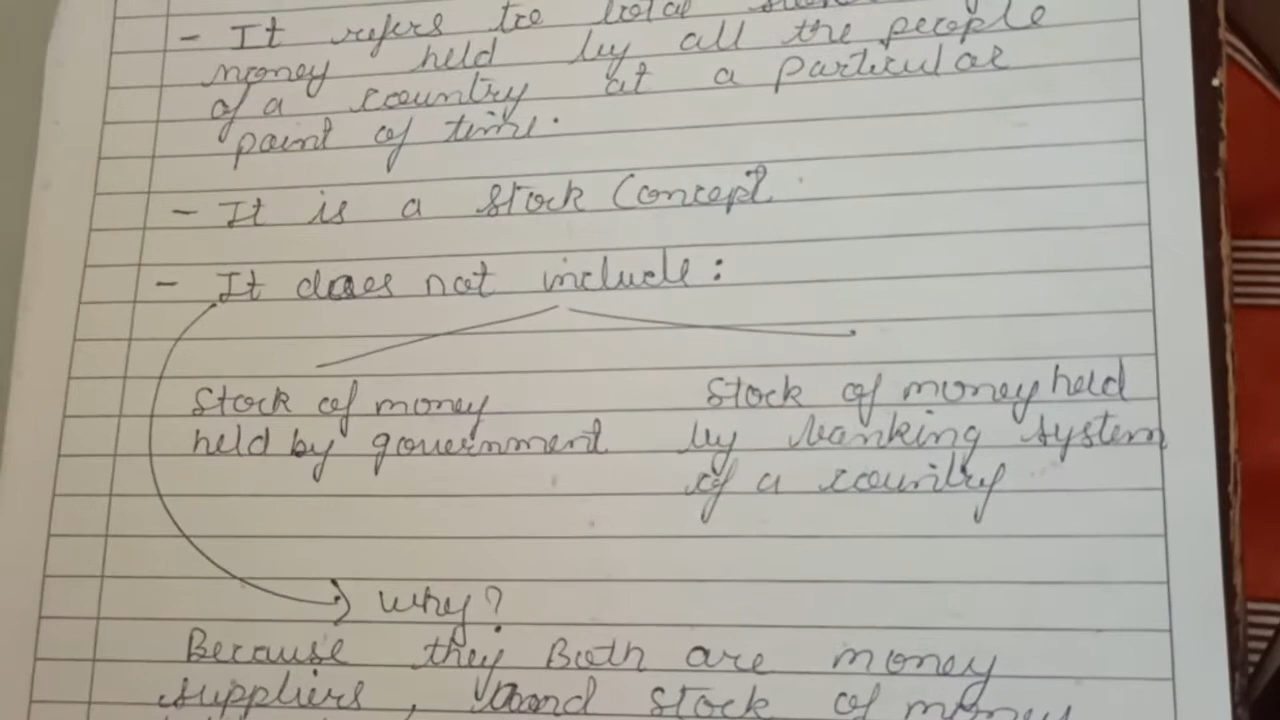 - It refers to total
money held by all the people
of a country at a particular
point of time.
- It is a stock concept.
- It does not include:
Stock of money
held by government
Stock of money held
by banking system
of a country
Why?
Because they Both are money
suppliers, and stock of money